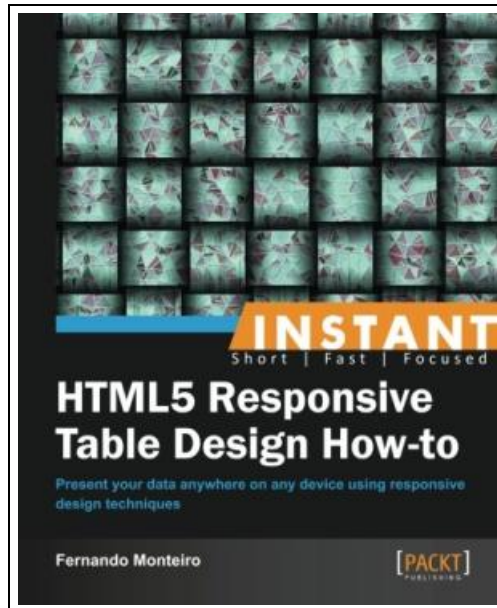 INSTANT
Short | Fast | Focused
HTML5 Responsive
Table Design How-to
Present your data anywhere on any device using responsive
design techniques
Fernando Monteiro
[PACKT]
PUBLISHING